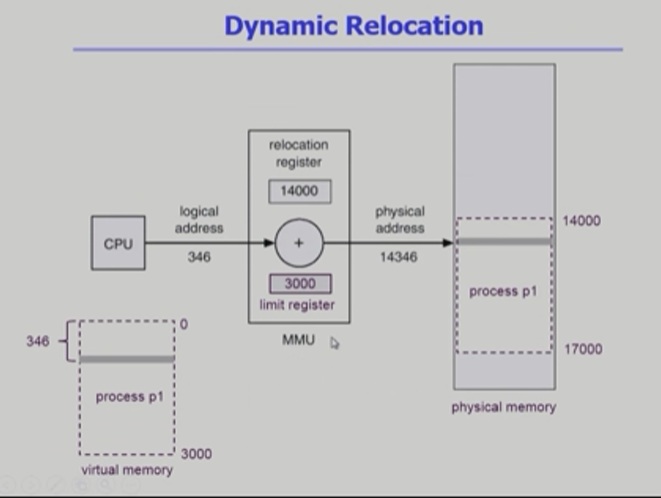 Dynamic Relocation
relocation
register
14000
logical
address
346
CPU
+
physical
address
14346
3000
limit register
MMU
14000
process p1
17000
physical memory
346
0
process p1
3000
virtual memory